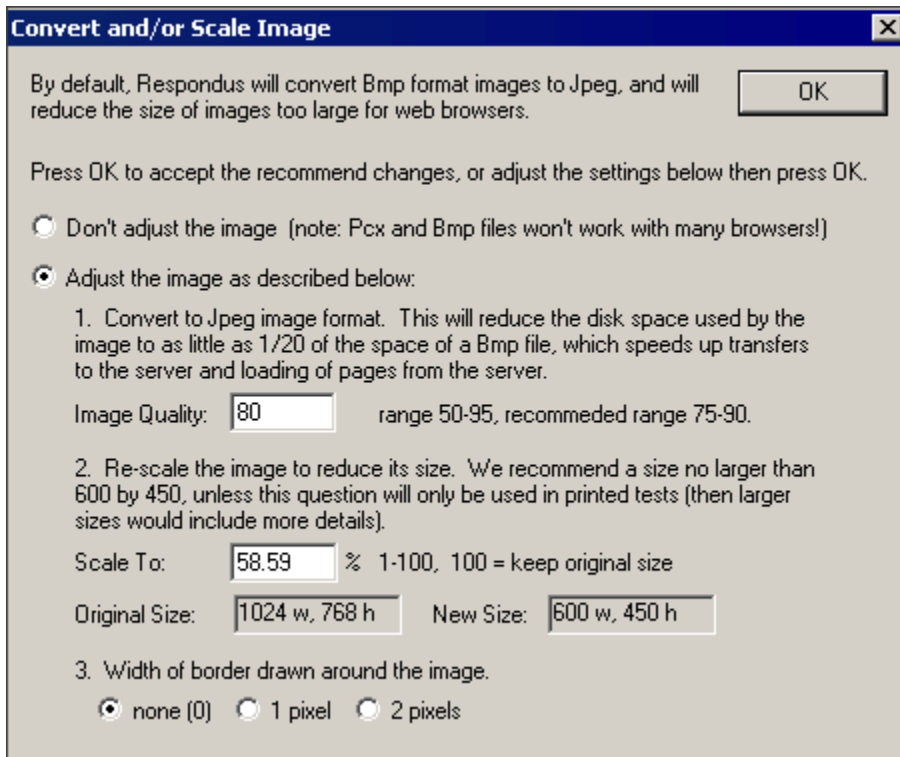 Convert and/or Scale Image
By default, Respondus will convert Bmp format images to Jpeg, and will
reduce the size of images too large for web browsers.
OK
Press OK to accept the recommend changes, or adjust the settings below then press OK.
Don't adjust the image (note: Pcx and Bmp files won't work with many browsers!)
Adjust the image as described below:
1. Convert to Jpeg image format. This will reduce the disk space used by the
image to as little as 1/20 of the space of a Bmp file, which speeds up transfers
to the server and loading of pages from the server.
Image Quality: 80 range 50-95, recommeded range 75-90.
2. Re-scale the image to reduce its size. We recommend a size no larger than
600 by 450, unless this question will only be used in printed tests (then larger
sizes would include more details).
Scale To: 58.59 % 1-100, 100 = keep original size
Original Size: 1024 w, 768 h New Size: 600 w, 450 h
3. Width of border drawn around the image.
none (0) 1 pixel 2 pixels